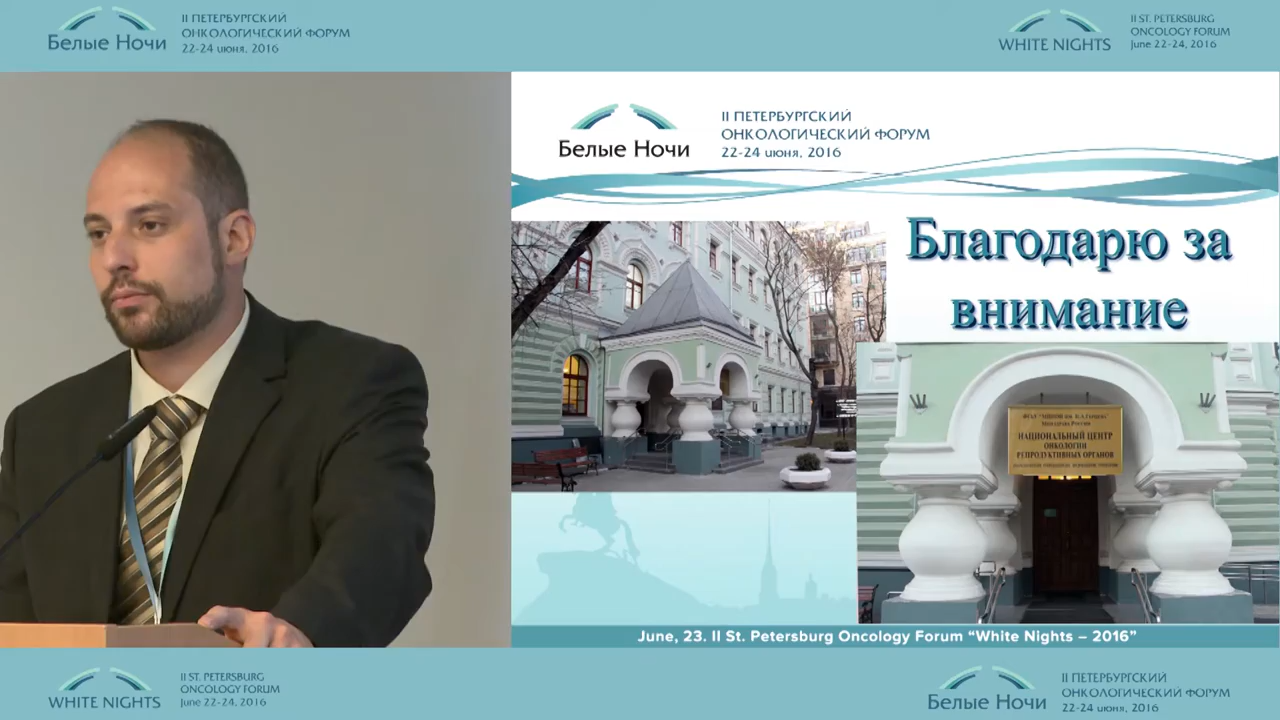 Белые Ночи
II ПЕТЕРБУРГСКИЙ
ОНКОЛОГИЧЕСКИЙ ФОРУМ
22-24 июня, 2016
WHITE NIGHTS
II ST. PETERSBURG
ONCOLOGY FORUM
June 22-24, 2016
Белые Ночи
II ПЕТЕРБУРГСКИЙ
ОНКОЛОГИЧЕСКИЙ ФОРУМ
22-24 июня, 2016
Благодарю за
внимание
НАЦИОНАЛЬНЫЙ ЦЕНТР
ОНКОЛОГИИ
РЕПРОДУКТИВНЫХ ОРГАНОВ
June, 23. II St. Petersburg Oncology Forum “White Nights – 2016”
WHITE NIGHTS
II ST. PETERSBURG
ONCOLOGY FORUM
June 22-24, 2016
Белые Ночи
II ПЕТЕРБУРГСКИЙ
ОНКОЛОГИЧЕСКИЙ ФОРУМ
22-24 июня, 2016